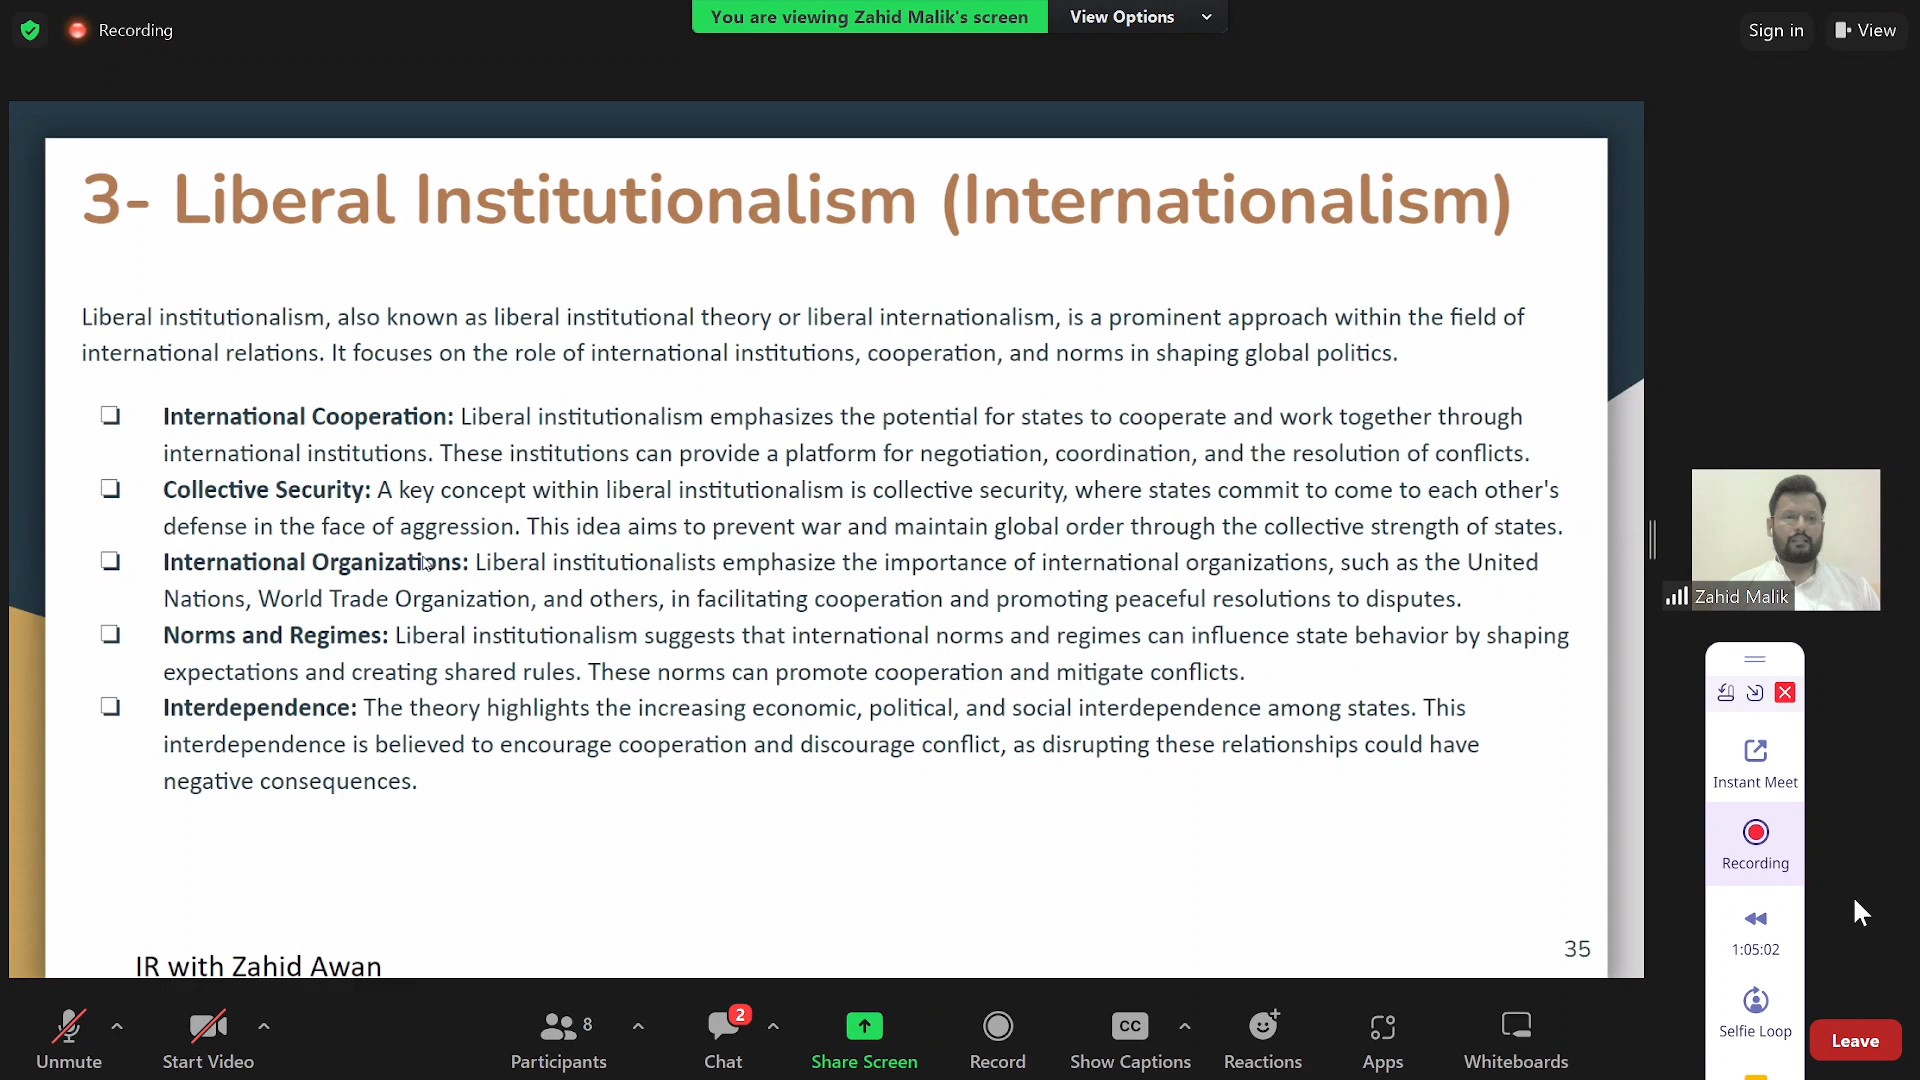 Recording
You are viewing Zahid Malik's screen
View Options
Sign in
View
3- Liberal Institutionalism (Internationalism)
Liberal institutionalism, also known as liberal institutional theory or liberal internationalism, is a prominent approach within the field of
international relations. It focuses on the role of international institutions, cooperation, and norms in shaping global politics.
International Cooperation: Liberal institutionalism emphasizes the potential for states to cooperate and work together through
international institutions. These institutions can provide a platform for negotiation, coordination, and the resolution of conflicts.
Collective Security: A key concept within liberal institutionalism is collective security, where states commit to come to each other's
defense in the face of aggression. This idea aims to prevent war and maintain global order through the collective strength of states.
International Organizations: Liberal institutionalists emphasize the importance of international organizations, such as the United
Nations, World Trade Organization, and others, in facilitating cooperation and promoting peaceful resolutions to disputes.
Norms and Regimes: Liberal institutionalism suggests that international norms and regimes can influence state behavior by shaping
expectations and creating shared rules. These norms can promote cooperation and mitigate conflicts.
Interdependence: The theory highlights the increasing economic, political, and social interdependence among states. This
interdependence is believed to encourage cooperation and discourage conflict, as disrupting these relationships could have
negative consequences.
35
IR with Zahid Awan
Zahid Malik
Instant Meet
Recording
1:05:02
Selfie Loop
Unmute
Start Video
8
Participants
2
Chat
Share Screen
Record
CC
Show Captions
Reactions
Apps
Whiteboards
Leave